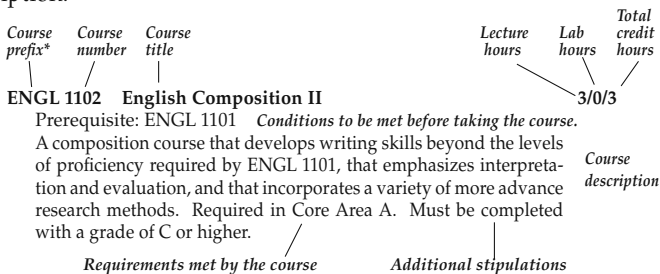 Course prefix* Course number Course title Lecture hours Lab hours Total credit hours
ENGL 1102 English Composition II 3/0/3
Prerequisite: ENGL 1101 Conditions to be met before taking the course.
A composition course that develops writing skills beyond the levels
of proficiency required by ENGL 1101, that emphasizes interpreta-
tion and evaluation, and that incorporates a variety of more advance
research methods. Required in Core Area A. Must be completed
with a grade of C or higher.
Course
description
Requirements met by the course Additional stipulations